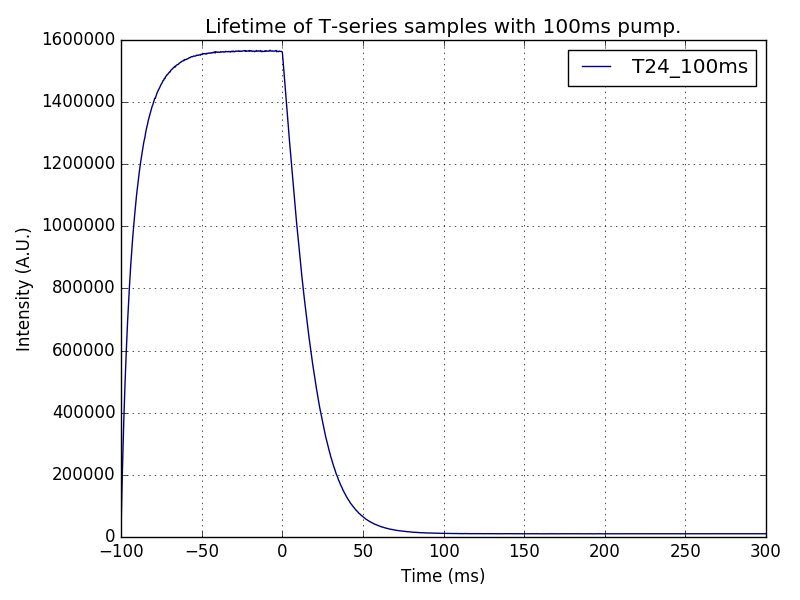 Lifetime of T-series samples with 100ms pump.
T24_100ms
Intensity (A.U.)
1600000
1400000
1200000
1000000
800000
600000
400000
200000
0
−100 −50 0 50 100 150 200 250 300
Time (ms)